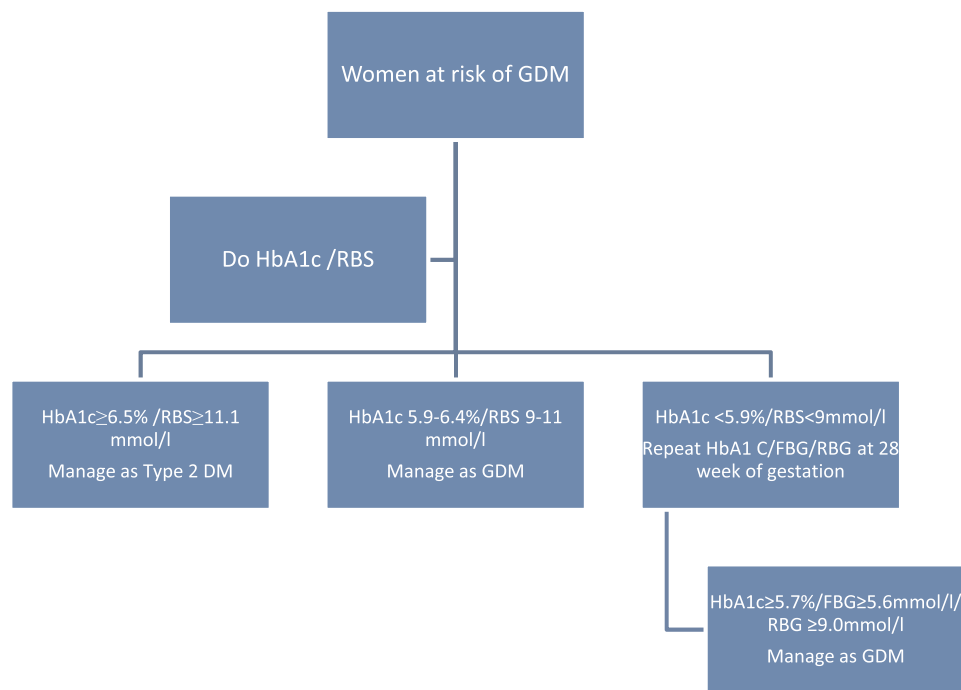 Women at risk of GDM
Do HbA1c /RBS
HbA1c≥6.5% /RBS≥11.1
mmol/l
Manage as Type 2 DM
HbA1c 5.9-6.4%/RBS 9-11
mmol/l
Manage as GDM
HbA1c <5.9%/RBS<9mmol/l
Repeat HbA1 C/FBG/RBG at 28
week of gestation
HbA1c≥5.7%/FBG≥5.6mmol/l/
RBG ≥9.0mmol/l
Manage as GDM